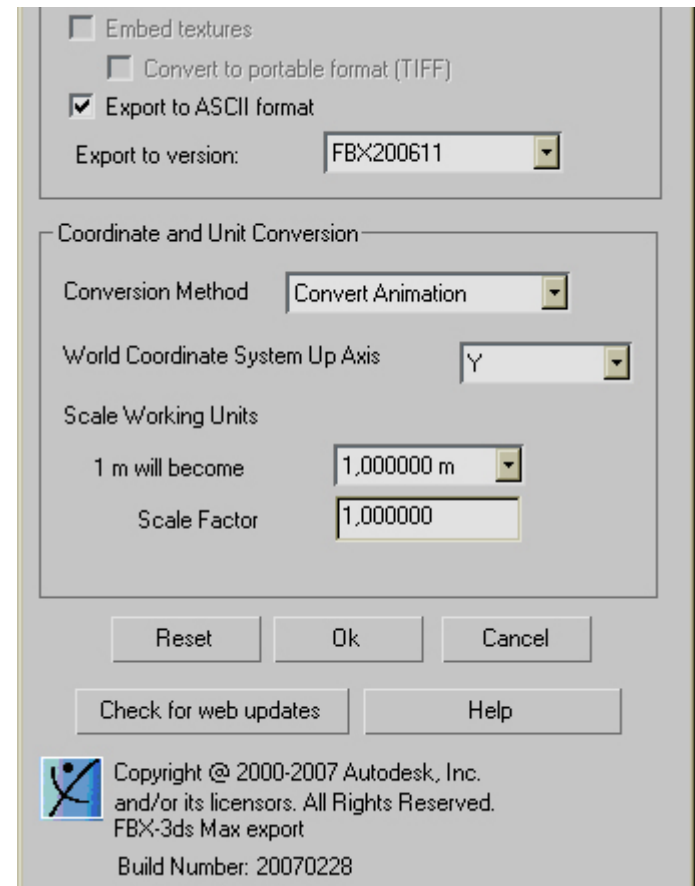 Embed textures
Convert to portable format (TIFF)
Export to ASCII format
Export to version: FBX200611
Coordinate and Unit Conversion
Conversion Method Convert Animation
World Coordinate System Up Axis Y
Scale Working Units
1 m will become 1,000000 m
Scale Factor 1,000000
Reset Ok Cancel
Check for web updates Help
Copyright @ 2000-2007 Autodesk, Inc.
and/or its licensors. All Rights Reserved.
FBX-3ds Max export
Build Number: 20070228